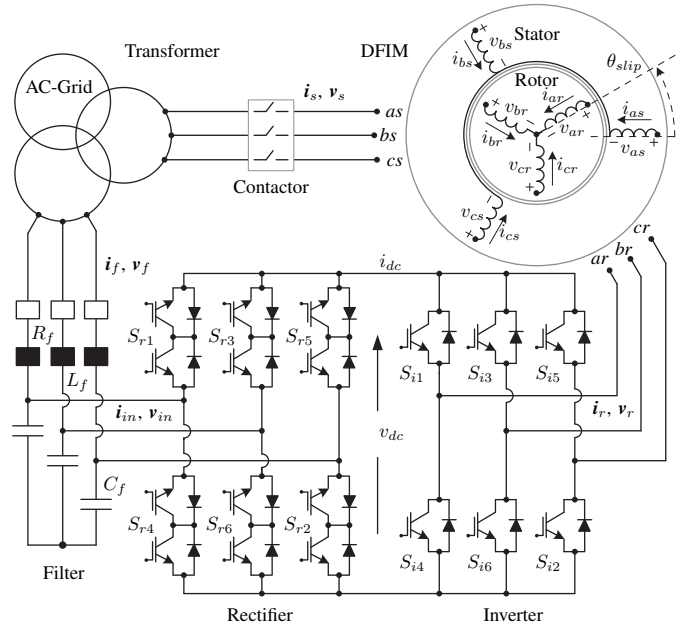 Transformer
DFIM
Stator
AC-Grid
Rotor
θ_slip
v_bs
i_bs
i_s, v_s
as
bs
cs
Contactor
v_br
i_ar
i_br
v_ar
i_as
v_as
v_cr
i_cr
v_cs
i_cs
cr
br
ar
i_f, v_f
i_dc
R_f
S_r1
S_r3
S_r5
S_i1
S_i3
S_i5
L_f
i_in, v_in
v_dc
i_r, v_r
C_f
S_r4
S_r6
S_r2
S_i4
S_i6
S_i2
Filter
Rectifier
Inverter